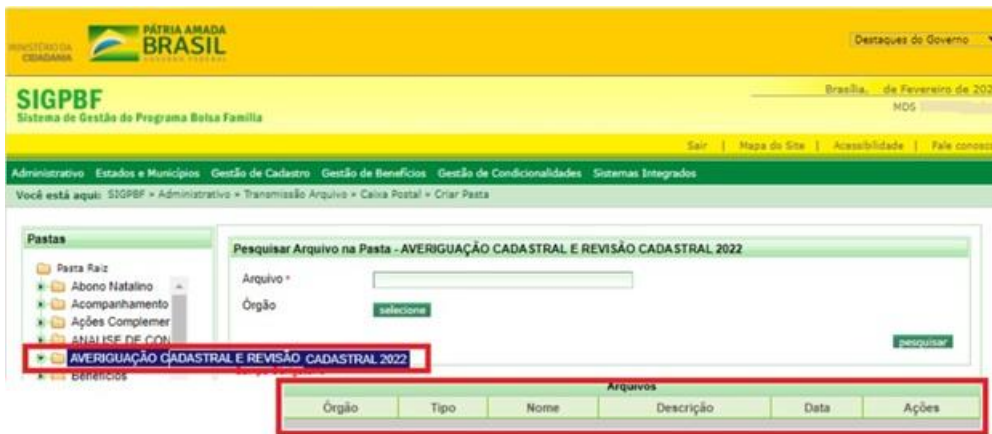 MINISTÉRIO DA
CIDADANIA
PÁTRIA AMADA
BRASIL
GOVERNO FEDERAL
Destaques do Governo
SIGPBF
Sistema de Gestão do Programa Bolsa Família
Brasília, de Fevereiro de 202
MDS
Sair | Mapa do Site | Acessibilidade | Fale conosco
Administrativo Estados e Municípios Gestão de Cadastro Gestão de Benefícios Gestão de Condicionalidades Sistemas Integrados
Você está aqui: SIGPBF » Administrativo » Transmissão Arquivo » Caixa Postal » Criar Pasta
Pastas
Pasta Raiz
Abono Natalino
Acompanhamento
Ações Complemer
ANALISE DE CON
AVERIGUAÇÃO CADASTRAL E REVISÃO CADASTRAL 2022
Benefícios
Pesquisar Arquivo na Pasta - AVERIGUAÇÃO CADASTRAL E REVISÃO CADASTRAL 2022
Arquivo *
Órgão selecione
pesquisar
Arquivos
Órgão Tipo Nome Descrição Data Ações